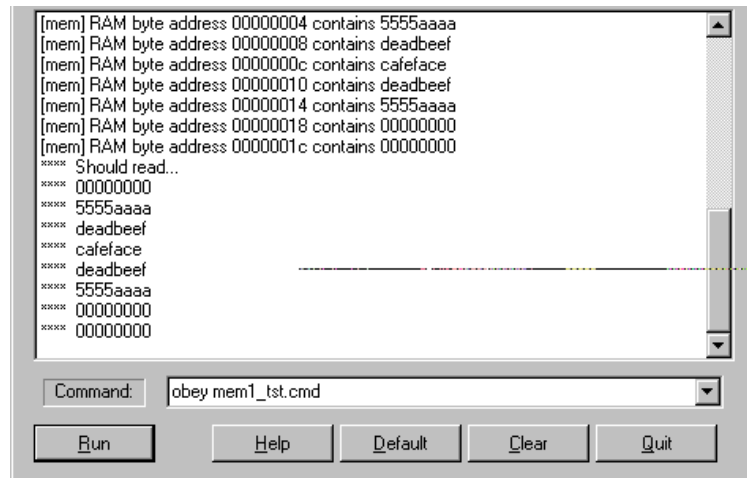 [mem] RAM byte address 00000004 contains 5555aaaa
[mem] RAM byte address 00000008 contains deadbeef
[mem] RAM byte address 0000000c contains cafeface
[mem] RAM byte address 00000010 contains deadbeef
[mem] RAM byte address 00000014 contains 5555aaaa
[mem] RAM byte address 00000018 contains 00000000
[mem] RAM byte address 0000001c contains 00000000
**** Should read...
**** 00000000
**** 5555aaaa
**** deadbeef
**** cafeface
**** deadbeef
**** 5555aaaa
**** 00000000
**** 00000000
Command: obey mem1_tst.cmd
Run Help Default Clear Quit